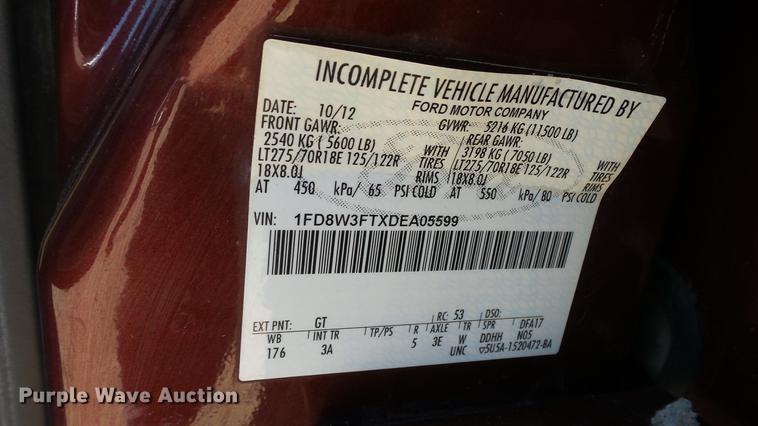 INCOMPLETE VEHICLE MANUFACTURED BY
FORD MOTOR COMPANY
DATE: 10/12 GVWR: 5216 KG (11500 LB)
FRONT GAWR: REAR GAWR:
2540 KG ( 5600 LB) WITH 3198 KG ( 7050 LB) WITH
LT275/70R18E 125/122R TIRES LT275/70R18E 125/122R TIRES
18X8.0J RIMS 18X8.0J RIMS
AT 450 kPa/ 65 PSI COLD AT 550 kPa/ 80 PSI COLD
VIN: 1FD8W3FTXDEA05599
EXT PNT: GT RC: 53 DSO:
WB INT TR TP/PS R AXLE TR SPR DFA17
176 3A 5 3E W DDHH N05
UNC 5U5A-1520472-BA
Purple Wave Auction